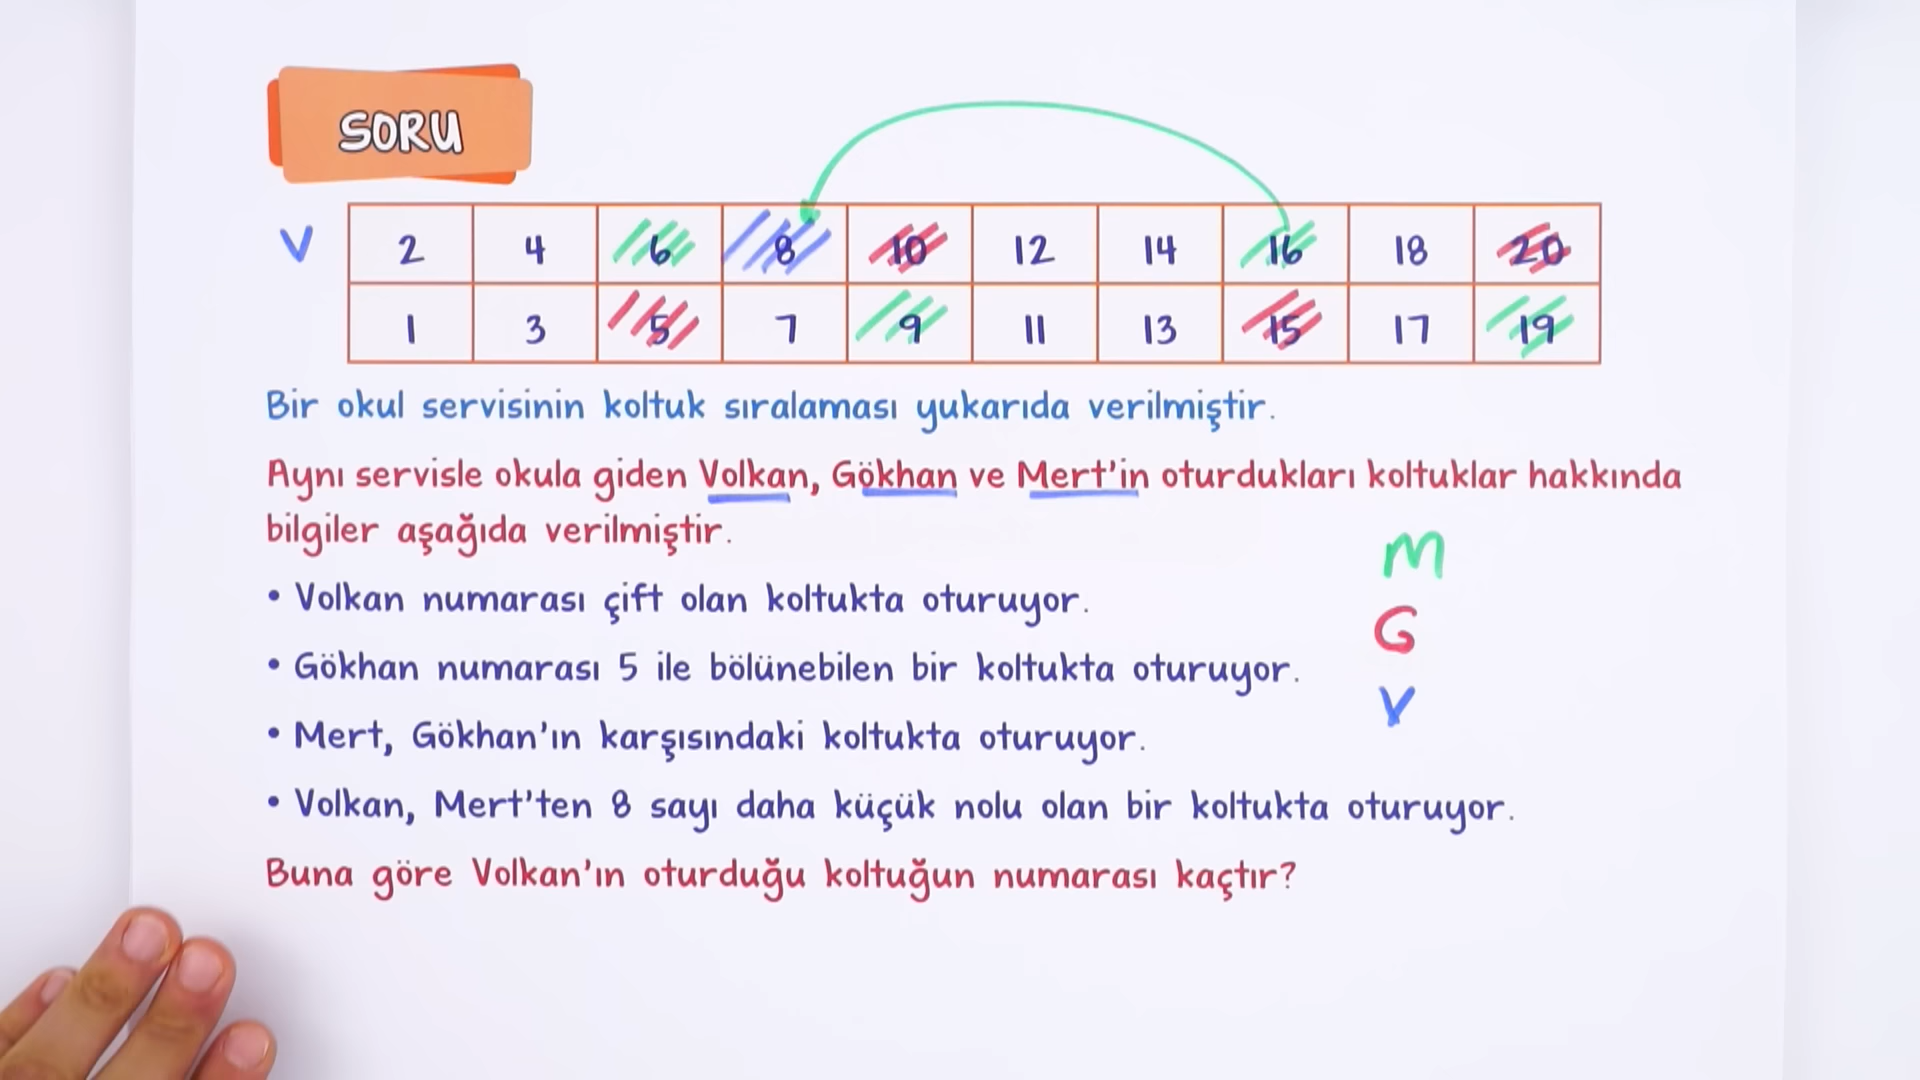 SORU
V 2 4 6 8 10 12 14 16 18 20
1 3 5 7 9 11 13 15 17 19
Bir okul servisinin koltuk sıralaması yukarıda verilmiştir.
Aynı servisle okula giden Volkan, Gökhan ve Mert'in oturdukları koltuklar hakkında
bilgiler aşağıda verilmiştir.
M
• Volkan numarası çift olan koltukta oturuyor.
G
• Gökhan numarası 5 ile bölünebilen bir koltukta oturuyor.
V
• Mert, Gökhan'ın karşısındaki koltukta oturuyor.
• Volkan, Mert'ten 8 sayı daha küçük nolu olan bir koltukta oturuyor.
Buna göre Volkan'ın oturduğu koltuğun numarası kaçtır?